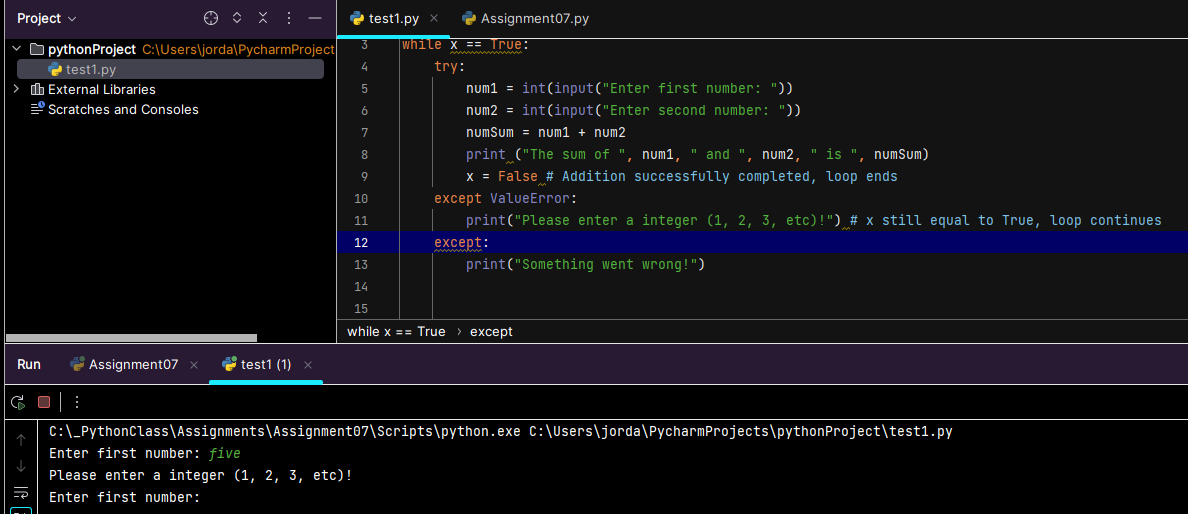 Project
test1.py
Assignment07.py
pythonProject C:\Users\jorda\PycharmProject
test1.py
External Libraries
Scratches and Consoles
3 while x == True:
4 try:
5 num1 = int(input("Enter first number: "))
6 num2 = int(input("Enter second number: "))
7 numSum = num1 + num2
8 print ("The sum of ", num1, " and ", num2, " is ", numSum)
9 x = False # Addition successfully completed, loop ends
10 except ValueError:
11 print("Please enter a integer (1, 2, 3, etc)!") # x still equal to True, loop continues
12 except:
13 print("Something went wrong!")
14
15
while x == True › except
Run Assignment07 test1 (1)
C:\_PythonClass\Assignments\Assignment07\Scripts\python.exe C:\Users\jorda\PycharmProjects\pythonProject\test1.py
Enter first number: five
Please enter a integer (1, 2, 3, etc)!
Enter first number: